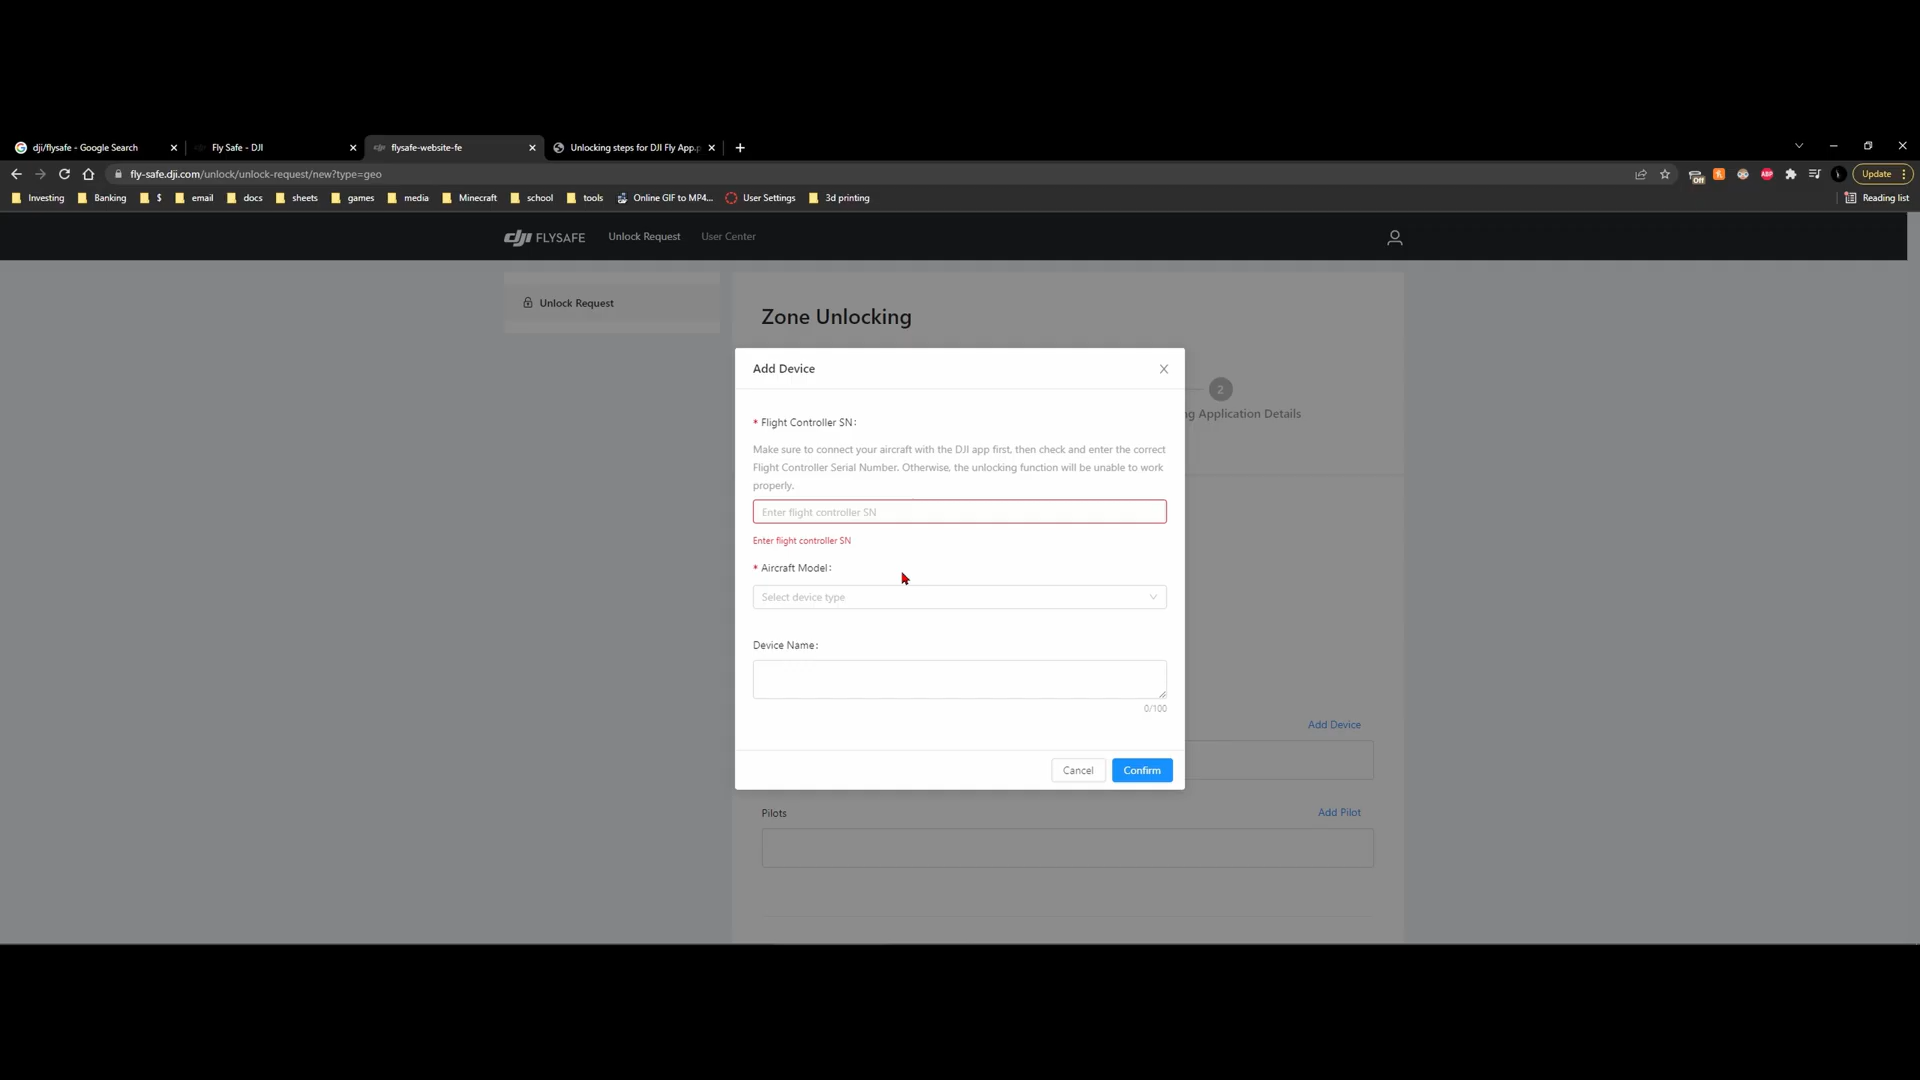 dji/flysafe - Google Search
Fly Safe - DJI
flysafe-website-fe
Unlocking steps for DJI Fly App.p
fly-safe.dji.com/unlock/unlock-request/new?type=geo
Off
ABP
Update
Investing
Banking
$
email
docs
sheets
games
media
Minecraft
school
tools
Online GIF to MP4...
User Settings
3d printing
Reading list
dji FLYSAFE
Unlock Request
User Center
Unlock Request
Zone Unlocking
2
ng Application Details
Add Device
* Flight Controller SN:
Make sure to connect your aircraft with the DJI app first, then check and enter the correct
Flight Controller Serial Number. Otherwise, the unlocking function will be unable to work
properly.
Enter flight controller SN
Enter flight controller SN
* Aircraft Model:
Select device type
Device Name:
0/100
Add Device
Cancel
Confirm
Pilots
Add Pilot